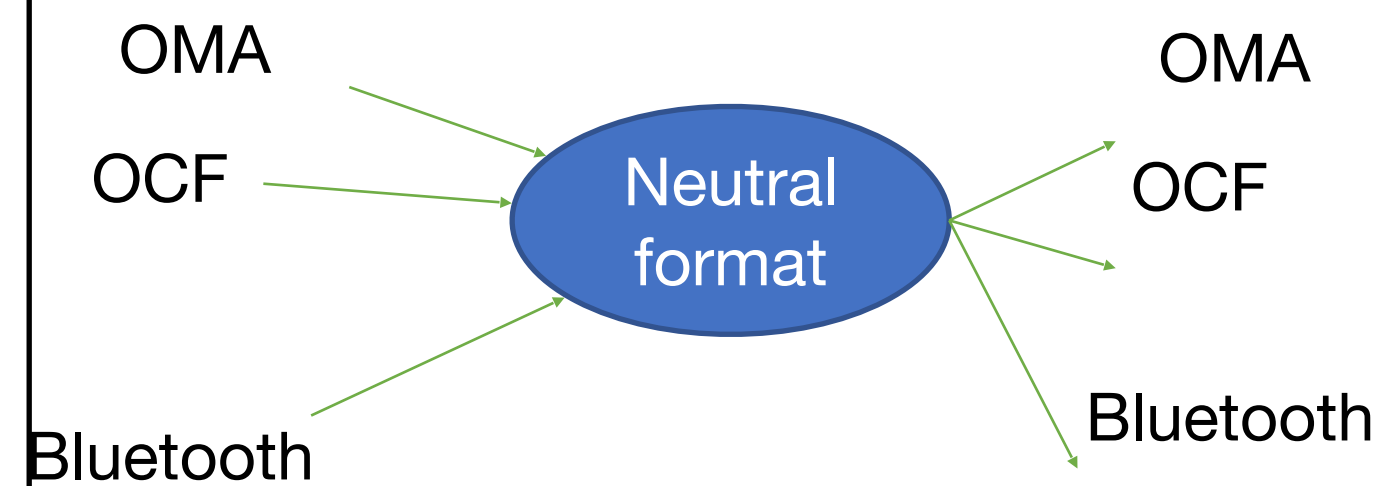 OMA
OCF
Bluetooth
Neutral
format
OMA
OCF
Bluetooth